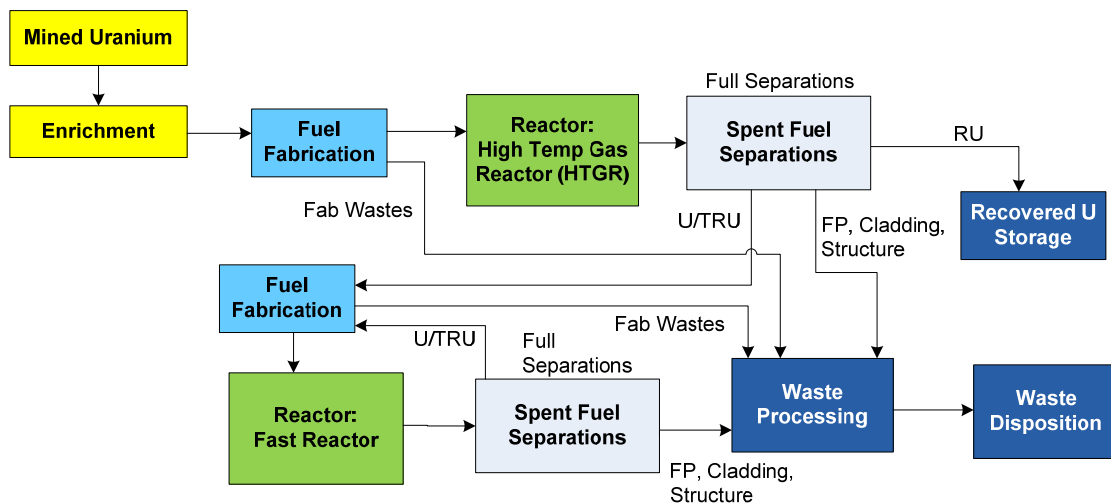 Mined Uranium
Enrichment
Fuel
Fabrication
Reactor:
High Temp Gas
Reactor (HTGR)
Full Separations
Spent Fuel
Separations
RU
Recovered U
Storage
Fab Wastes
U/TRU
FP, Cladding,
Structure
Fuel
Fabrication
Fab Wastes
U/TRU
Full
Separations
Reactor:
Fast Reactor
Spent Fuel
Separations
FP, Cladding,
Structure
Waste
Processing
Waste
Disposition